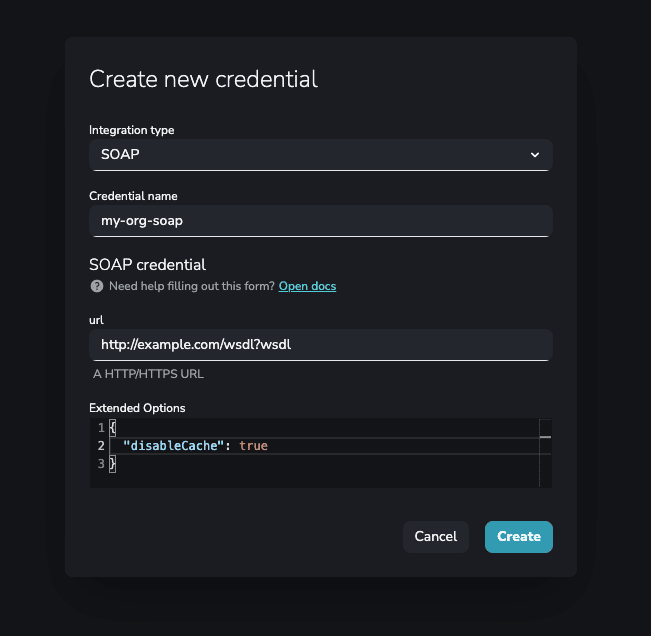 Create new credential
Integration type
SOAP
Credential name
my-org-soap
SOAP credential
? Need help filling out this form? Open docs
url
http://example.com/wsdl?wsdl
A HTTP/HTTPS URL
Extended Options
1 {
2 "disableCache": true
3 }
Cancel Create